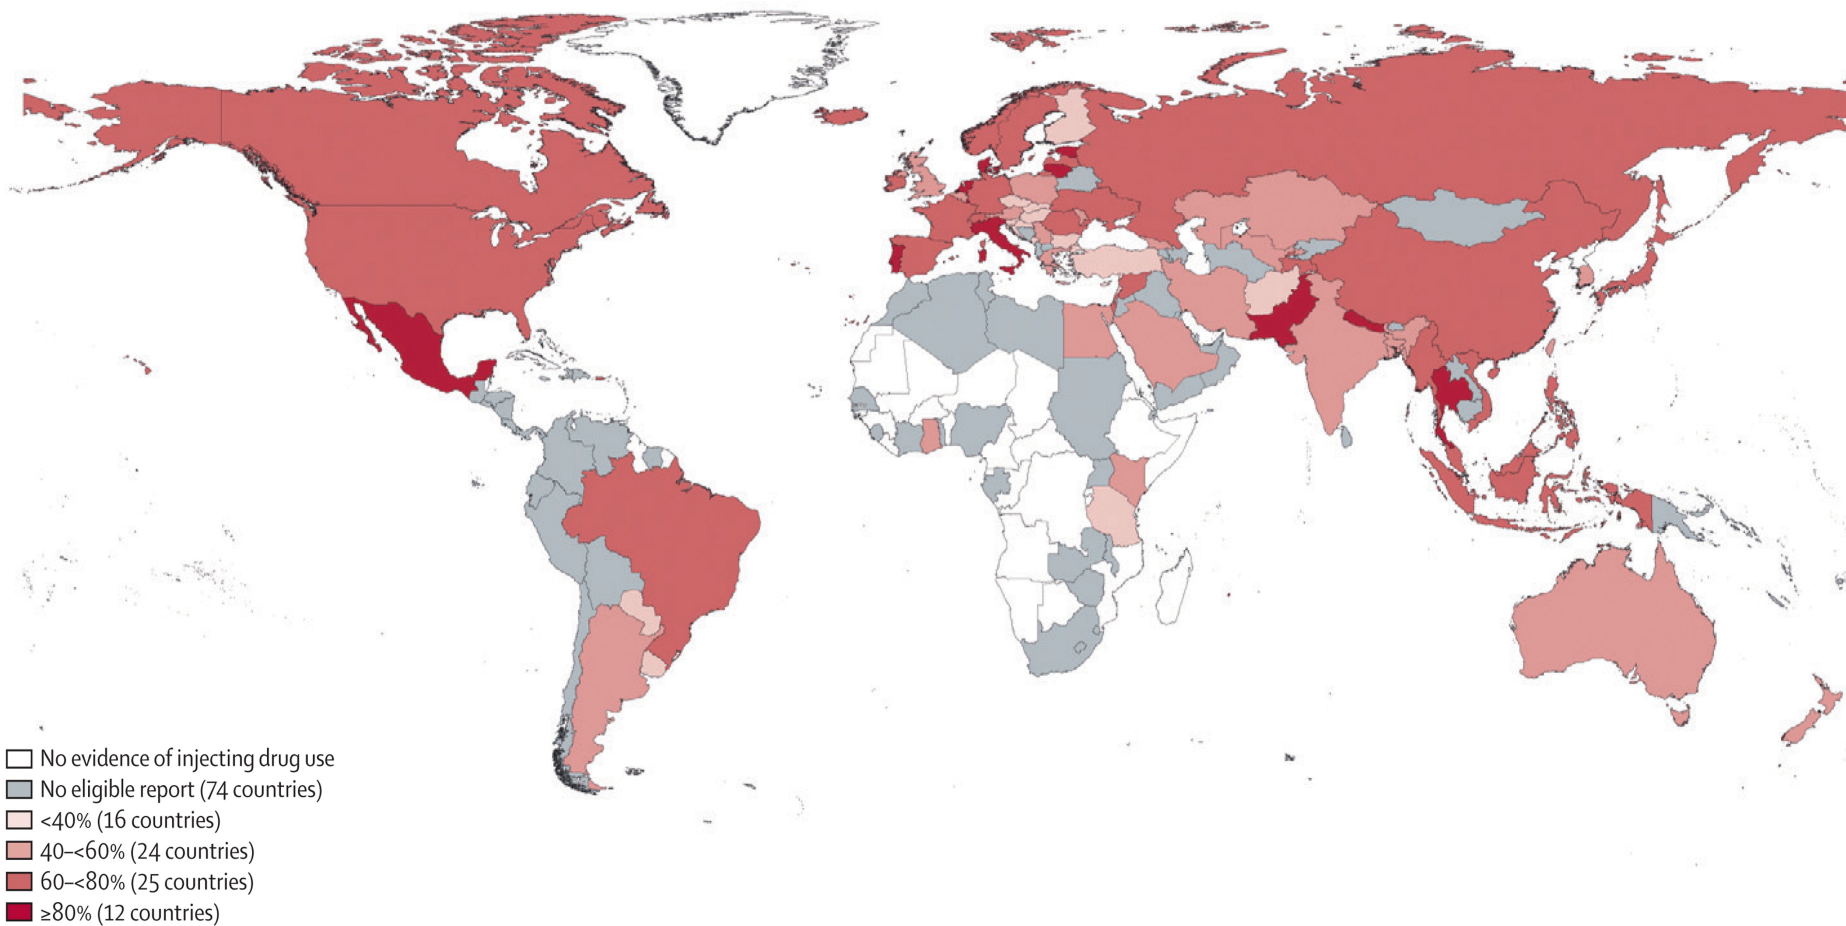 No evidence of injecting drug use
No eligible report (74 countries)
<40% (16 countries)
40–<60% (24 countries)
60–<80% (25 countries)
≥80% (12 countries)